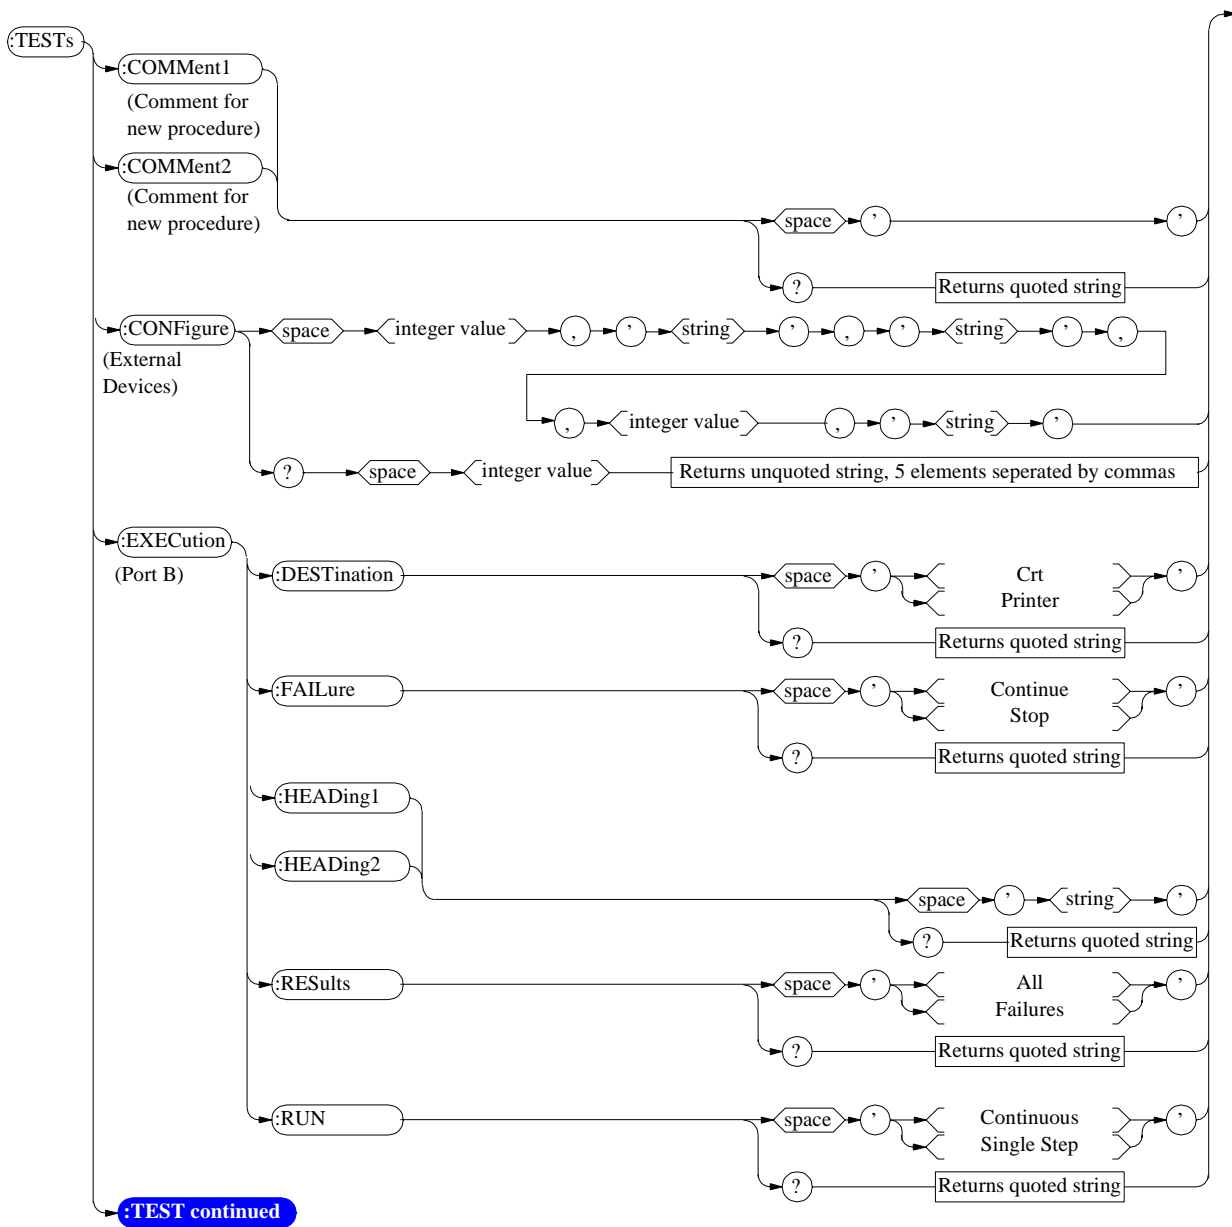 :TESTs
:COMMent1
(Comment for
new procedure)
:COMMent2
(Comment for
new procedure)
space ' '
? Returns quoted string
:CONFigure space integer value , ' string ' , ' string ' ,
(External
Devices)
, integer value , ' string '
? space integer value Returns unquoted string, 5 elements seperated by commas
:EXECution
(Port B)
:DESTination space ' Crt '
Printer
? Returns quoted string
:FAILure space ' Continue '
Stop
? Returns quoted string
:HEADing1
:HEADing2
space ' string '
? Returns quoted string
:RESults space ' All '
Failures
? Returns quoted string
:RUN space ' Continuous '
Single Step
? Returns quoted string
:TEST continued